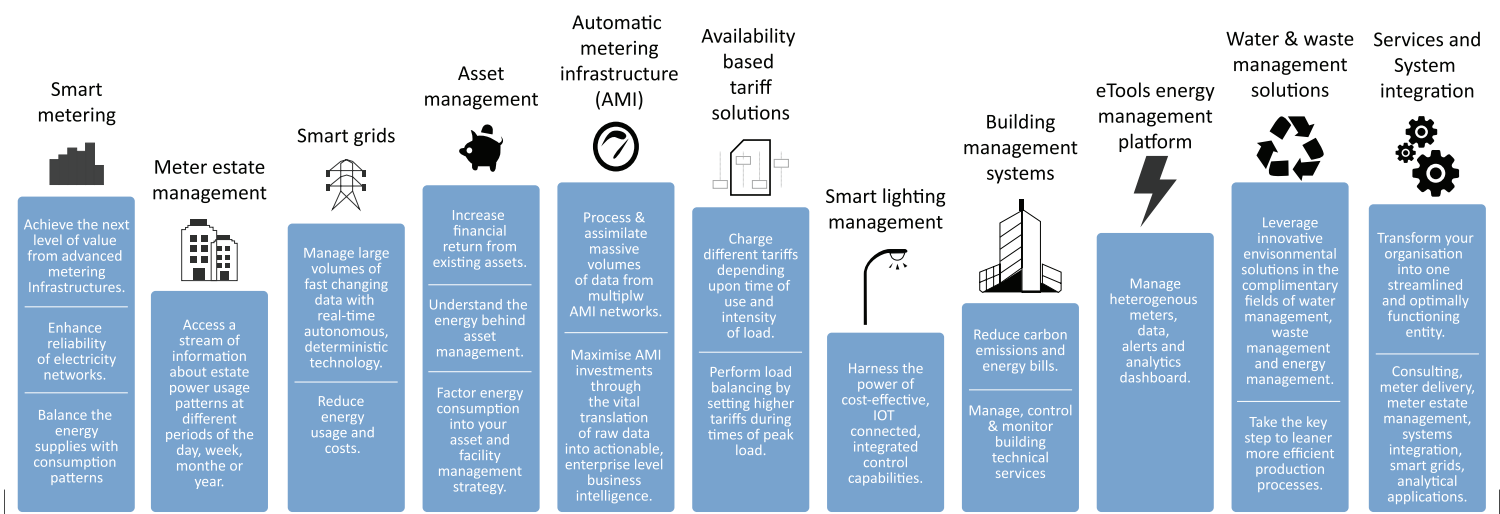 Smart
metering
Achieve the next
level of value
from advanced
metering
Infrastructures.
Enhance
reliability
of electricity
networks.
Balance the
energy
supplies with
consumption
patterns
Meter estate
management
Access a
stream of
information
about estate
power usage
patterns at
different
periods of the
day, week,
monthe or
year.
Smart grids
Manage large
volumes of
fast changing
data with
real-time
autonomous,
deterministic
technology.
Reduce
energy
usage and
costs.
Asset
management
Increase
financial
return from
existing assets.
Understand the
energy behind
asset
management.
Factor energy
consumption
into your
asset and
facility
management
strategy.
Automatic
metering
infrastructure
(AMI)
Process &
assimilate
massive
volumes
of data from
multiplw
AMI networks.
Maximise AMI
investments
through
the vital
translation
of raw data
into actionable,
enterprise level
business
intelligence.
Availability
based
tariff
solutions
Charge
different tariffs
depending
upon time of
use and
intensity
of load.
Perform load
balancing by
setting higher
tariffs during
times of peak
load.
Smart lighting
management
Harness the
power of
cost-effective,
IOT
connected,
integrated
control
capabilities.
Building
management
systems
Reduce carbon
emissions and
energy bills.
Manage, control
& monitor
building
technical
services
eTools energy
management
platform
Manage
heterogenous
meters,
data,
alerts and
analytics
dashboard.
Water & waste
management
solutions
Leverage
innovative
envisonmental
solutions in the
complimentary
fields of water
management,
waste
management
and energy
management.
Take the key
step to leaner
more efficient
production
processes.
Services and
System
integration
Transform your
organisation
into one
streamlined
and optimally
functioning
entity.
Consulting,
meter delivery,
meter estate
management,
systems
integration,
smart grids,
analytical
applications.